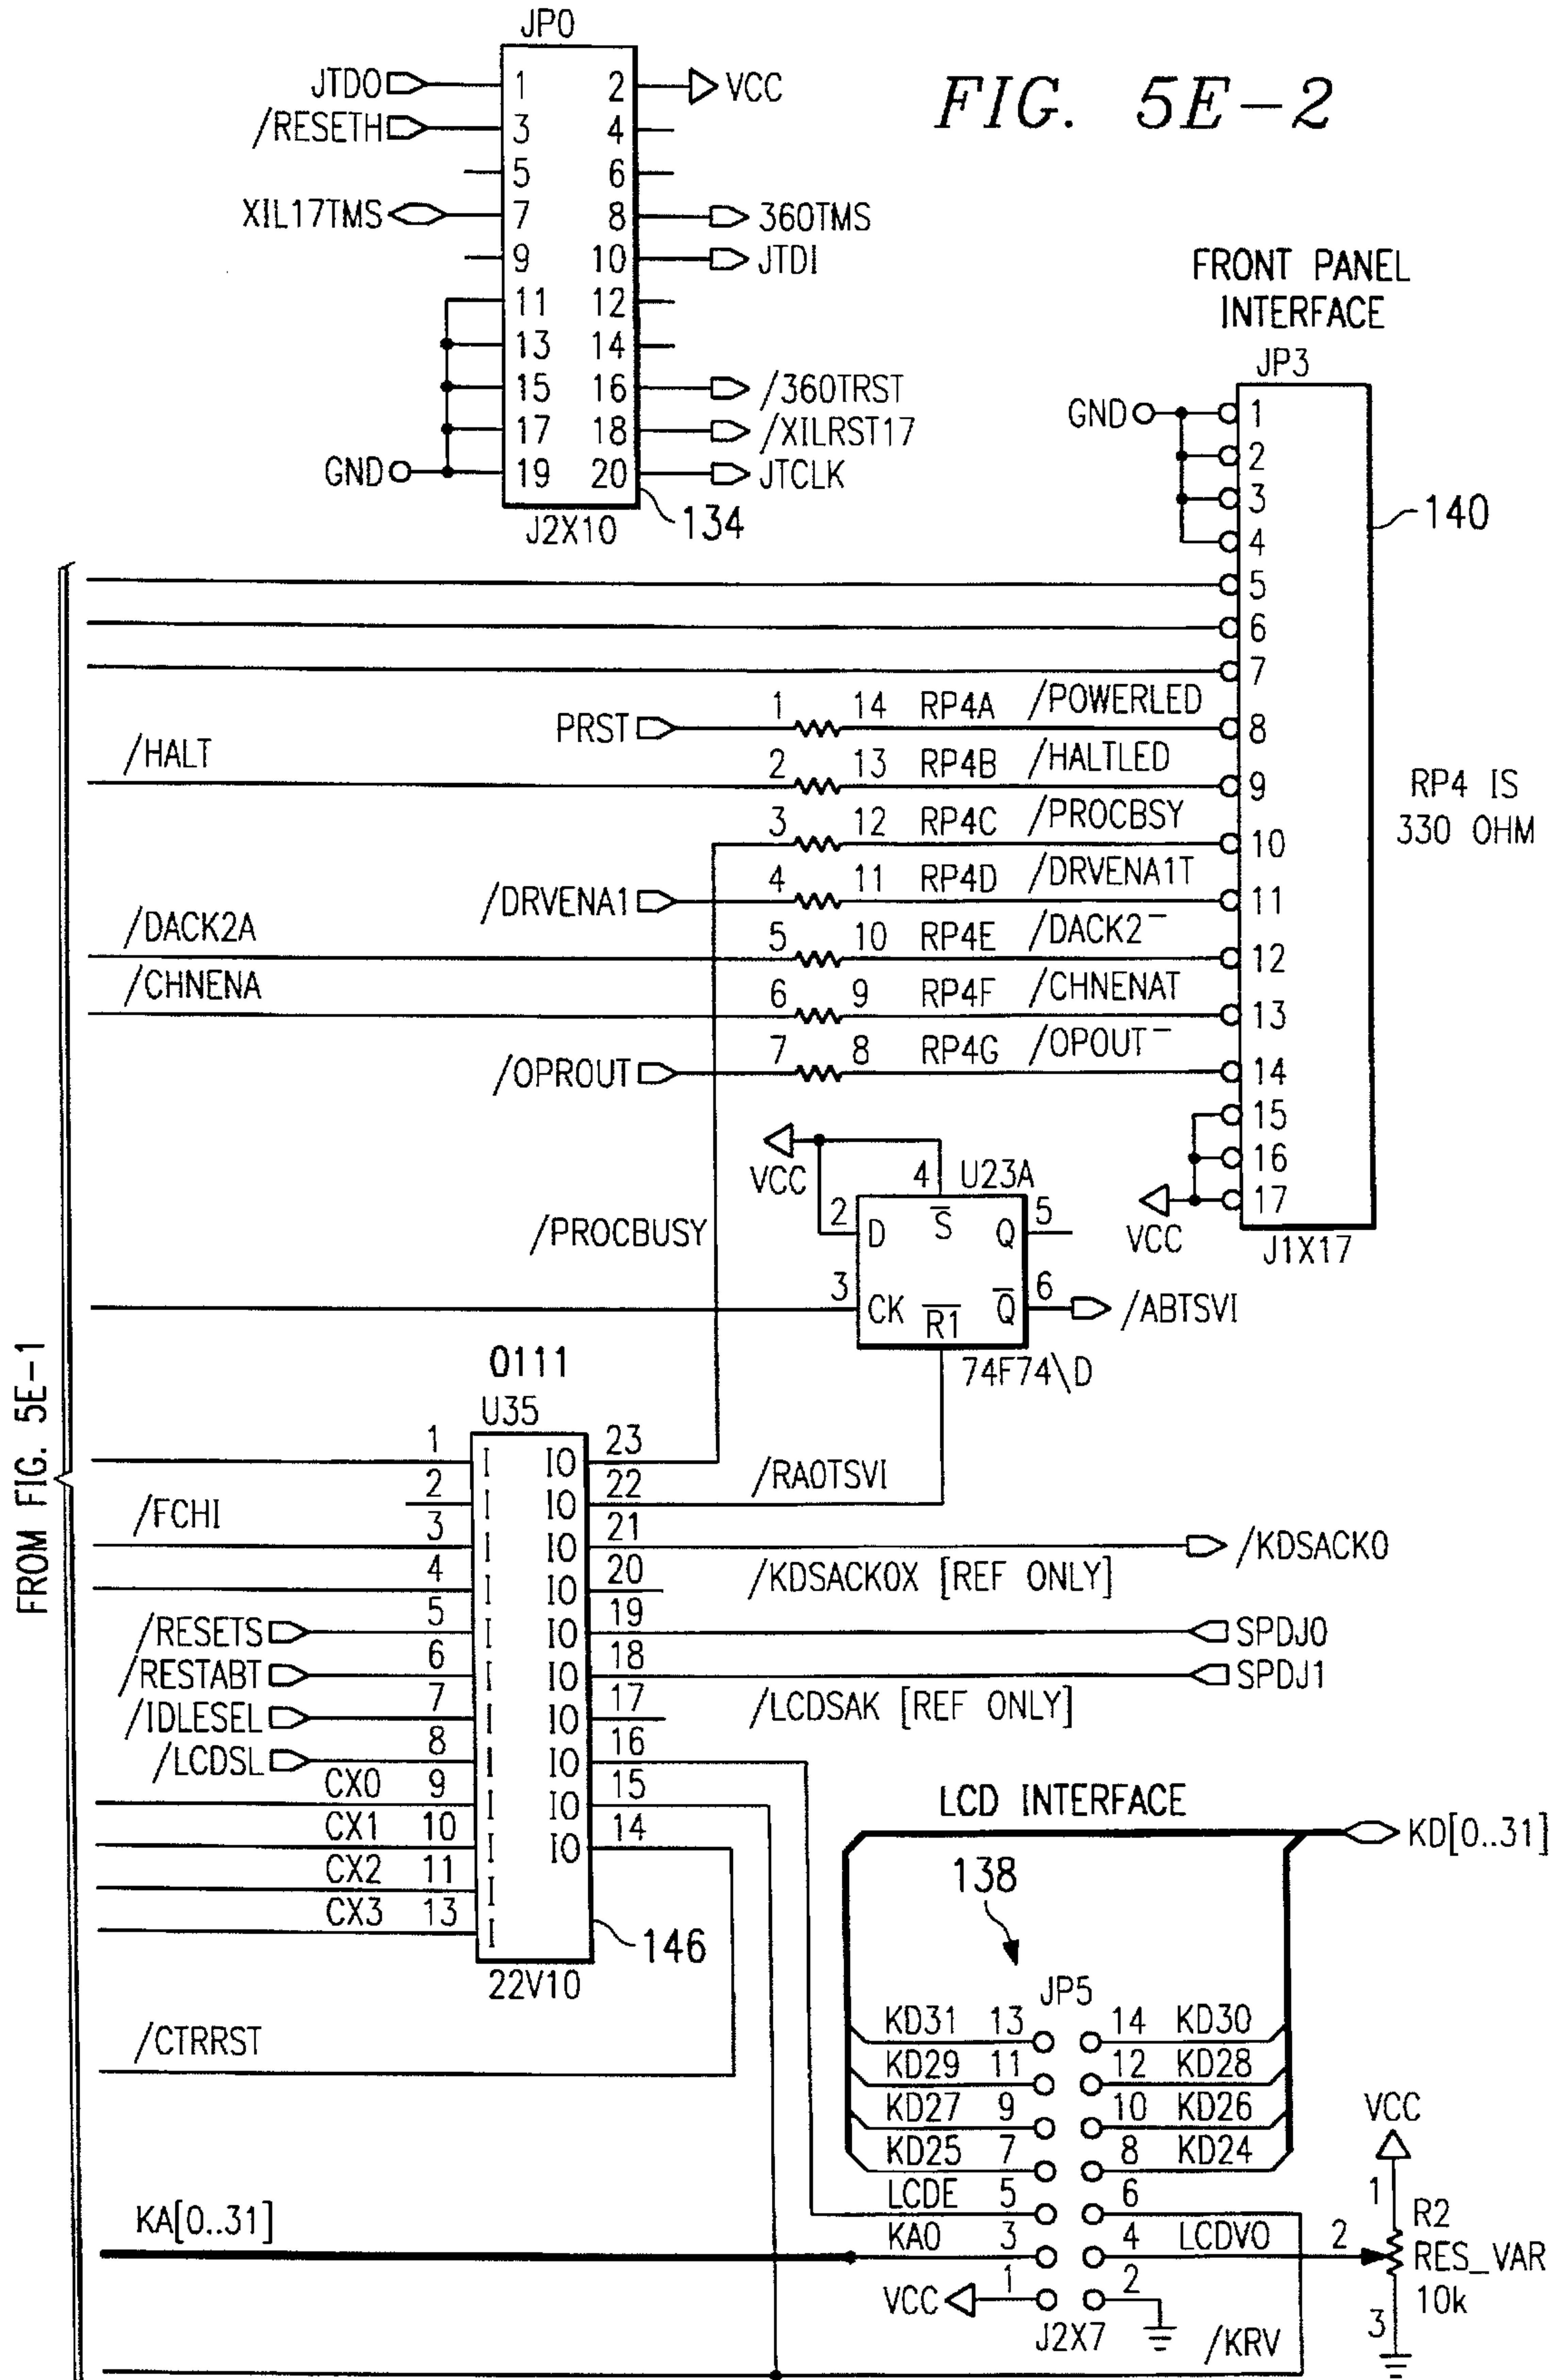 FIG. 5E-2
JP0
JTDO 1 2 VCC
/RESETH 3 4
5 6
XIL17TMS 7 8 360TMS
9 10 JTDI
11 12
13 14
15 16 /360TRST
17 18 /XILRST17
GND 19 20 JTCLK
J2X10 134
FRONT PANEL
INTERFACE
JP3
GND 1
2
3
4
140
5
6
7
PRST 1 14 RP4A /POWERLED 8
/HALT 2 13 RP4B /HALTLED 9
RP4 IS
330 OHM
3 12 RP4C /PROCBSY 10
/DRVENA1 4 11 RP4D /DRVENA1T 11
/DACK2A 5 10 RP4E /DACK2¯ 12
/CHNENA 6 9 RP4F /CHNENAT 13
/OPROUT 7 8 RP4G /OPOUT¯ 14
15
16
VCC 17
J1X17
VCC 4 U23A
/PROCBUSY 2 D S̅ Q 5
3 CK R̅1̅ Q̅ 6 /ABTSVI
74F74\D
FROM FIG. 5E-1
0111
U35
1 I IO 23
2 I IO 22 /RAOTSVI
/FCHI 3 I IO 21 /KDSACK0
4 I IO 20 /KDSACK0X [REF ONLY]
/RESETS 5 I IO 19 SPDJ0
/RESTABT 6 I IO 18 SPDJ1
/IDLESEL 7 I IO 17 /LCDSAK [REF ONLY]
/LCDSL 8 I IO 16
CX0 9 I IO 15
CX1 10 I IO 14
CX2 11 I
CX3 13 I
146
22V10
/CTRRST
LCD INTERFACE
KD[0..31]
138
JP5
KD31 13 14 KD30
KD29 11 12 KD28
KD27 9 10 KD26
KD25 7 8 KD24
LCDE 5 6
KA[0..31] KA0 3 4 LCDVO 2
VCC 1 2
J2X7 /KRV
VCC
1
R2
RES_VAR
10k
3